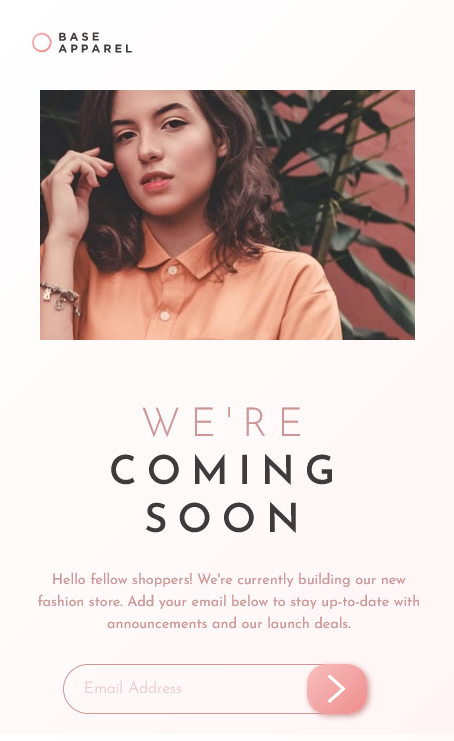 BASE
APPAREL
WE'RE
COMING
SOON
Hello fellow shoppers! We're currently building our new
fashion store. Add your email below to stay up-to-date with
announcements and our launch deals.
Email Address